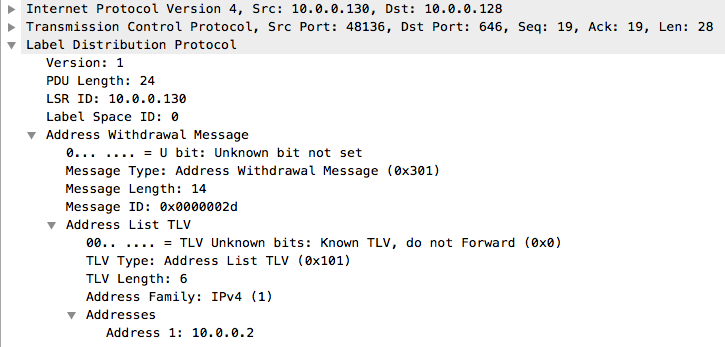 Internet Protocol Version 4, Src: 10.0.0.130, Dst: 10.0.0.128
Transmission Control Protocol, Src Port: 48136, Dst Port: 646, Seq: 19, Ack: 19, Len: 28
Label Distribution Protocol
Version: 1
PDU Length: 24
LSR ID: 10.0.0.130
Label Space ID: 0
Address Withdrawal Message
0... .... = U bit: Unknown bit not set
Message Type: Address Withdrawal Message (0x301)
Message Length: 14
Message ID: 0x0000002d
Address List TLV
00.. .... = TLV Unknown bits: Known TLV, do not Forward (0x0)
TLV Type: Address List TLV (0x101)
TLV Length: 6
Address Family: IPv4 (1)
Addresses
Address 1: 10.0.0.2